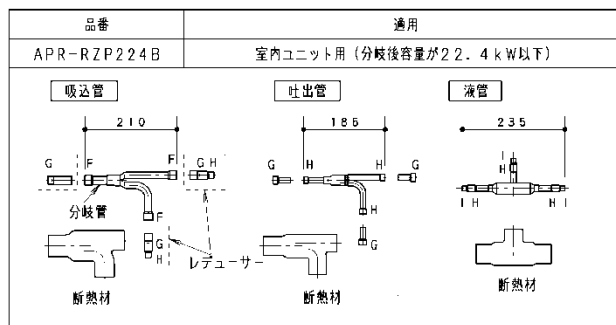 品番 適用
APR-RZP224B 室内ユニット用（分岐後容量が22.4kW以下）
吸込管 吐出管 液管
210 186 235
G F F G H
G H H G
I H
I H H I
分岐管 F
G H
レデューサー
H
G
断熱材 断熱材 断熱材